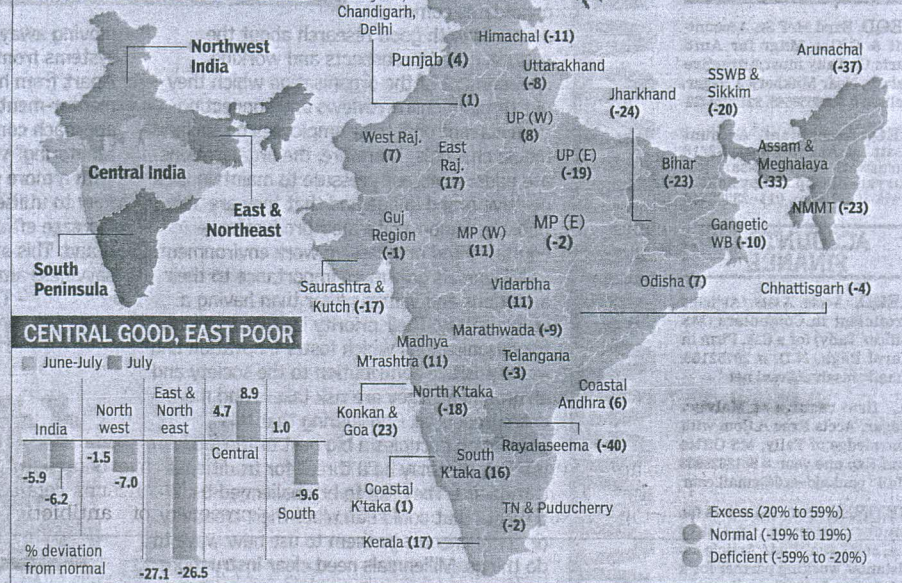 Northwest
India
Central India
East &
Northeast
South
Peninsula
Chandigarh,
Delhi
Punjab (4)
(1)
Himachal (-11)
Uttarakhand
(-8)
Jharkhand
(-24)
SSWB &
Sikkim
(-20)
Arunachal
(-37)
UP (W)
(8)
West Raj.
(7)
East
Raj.
(17)
UP (E)
(-19)
Bihar
(-23)
Assam &
Meghalaya
(-33)
NMMT (-23)
Guj
Region
(-1)
MP (W)
(11)
MP (E)
(-2)
Gangetic
WB (-10)
Saurashtra &
Kutch (-17)
Vidarbha
(11)
Odisha (7)
Chhattisgarh (-4)
Marathwada (-9)
Madhya
M'rashtra (11)
Telangana
(-3)
North K'taka
(-18)
Coastal
Andhra (6)
Konkan &
Goa (23)
Rayalaseema (-40)
South
K'taka (16)
Coastal
K'taka (1)
TN & Puducherry
(-2)
Kerala (17)
Excess (20% to 59%)
Normal (-19% to 19%)
Deficient (-59% to -20%)
CENTRAL GOOD, EAST POOR
June-July July
India
-5.9
-6.2
North
west
-1.5
-7.0
East &
North
east
-27.1 -26.5
4.7
8.9
Central
1.0
-9.6
South
% deviation
from normal